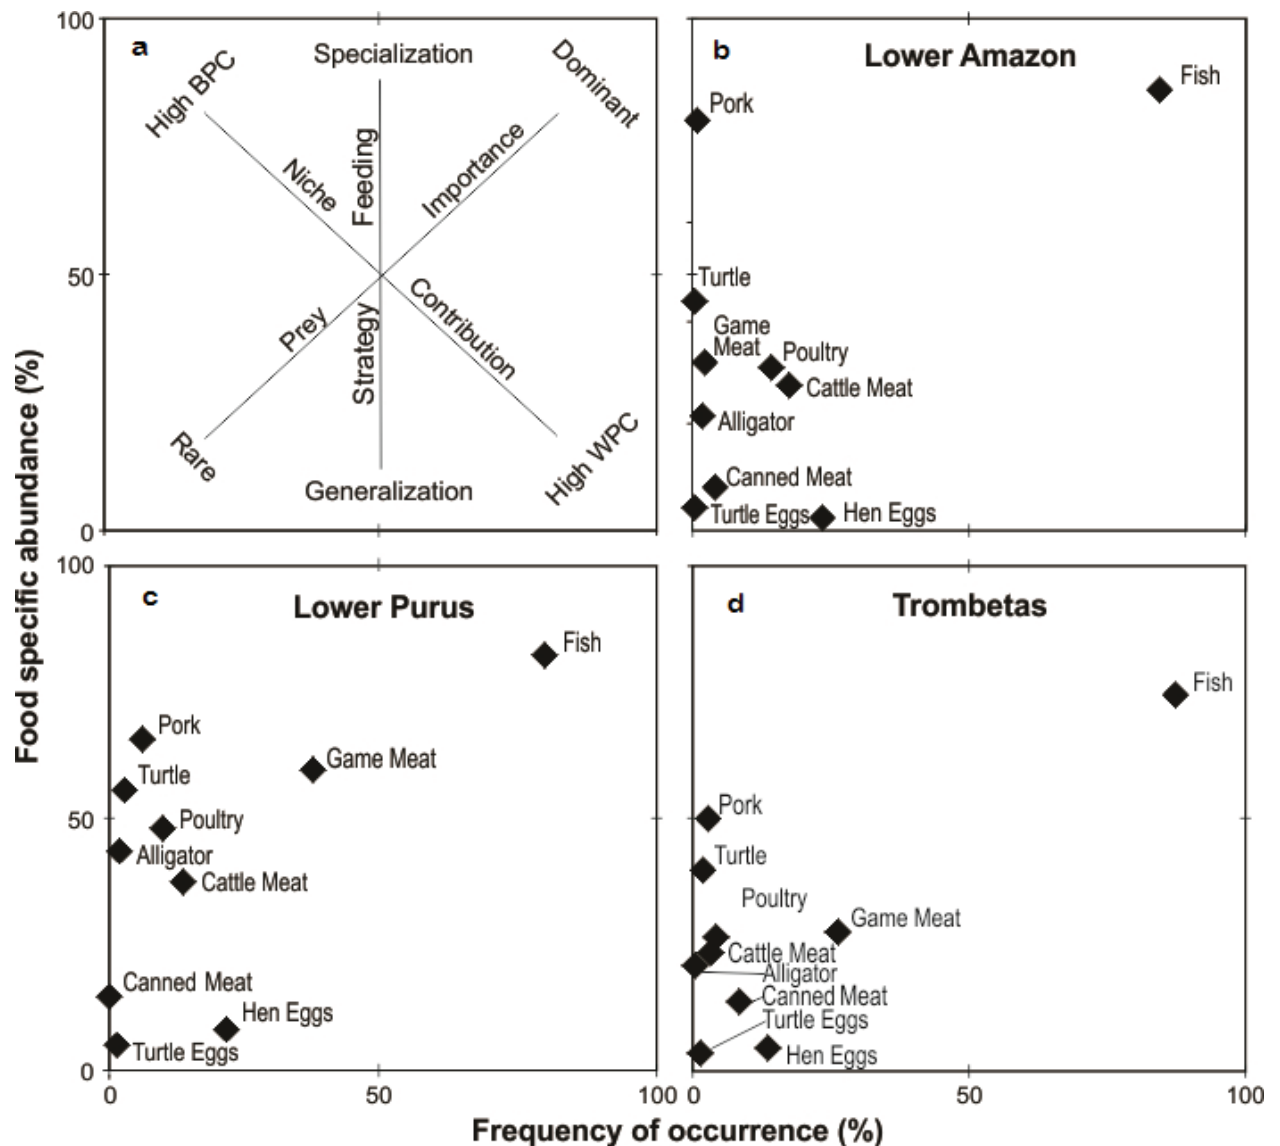 Food specific abundance (%)
100
50
0
a
Specialization
High BPC
Dominant
Niche
Feeding
Importance
Prey
Strategy
Contribution
Rare
Generalization
High WPC
b
Lower Amazon
Pork
Fish
Turtle
Game
Meat
Poultry
Cattle Meat
Alligator
Canned Meat
Turtle Eggs
Hen Eggs
100
50
0
c
Lower Purus
Fish
Pork
Game Meat
Turtle
Poultry
Alligator
Cattle Meat
Canned Meat
Hen Eggs
Turtle Eggs
0
50
100
d
Trombetas
Fish
Pork
Turtle
Poultry
Game Meat
Cattle Meat
Alligator
Canned Meat
Turtle Eggs
Hen Eggs
0
50
100
Frequency of occurrence (%)